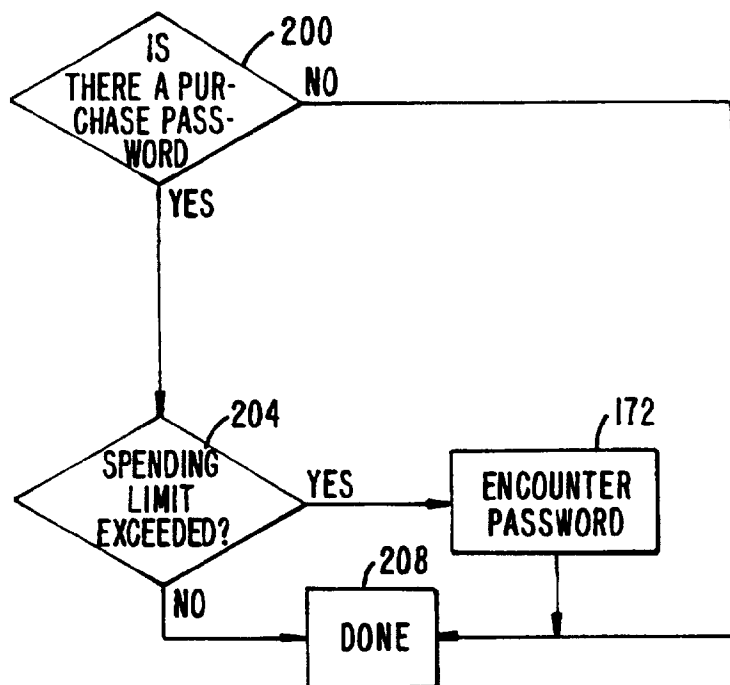 200
IS
THERE A PUR-
CHASE PASS-
WORD
NO
YES
204
SPENDING
LIMIT
EXCEEDED?
YES
172
ENCOUNTER
PASSWORD
NO
208
DONE